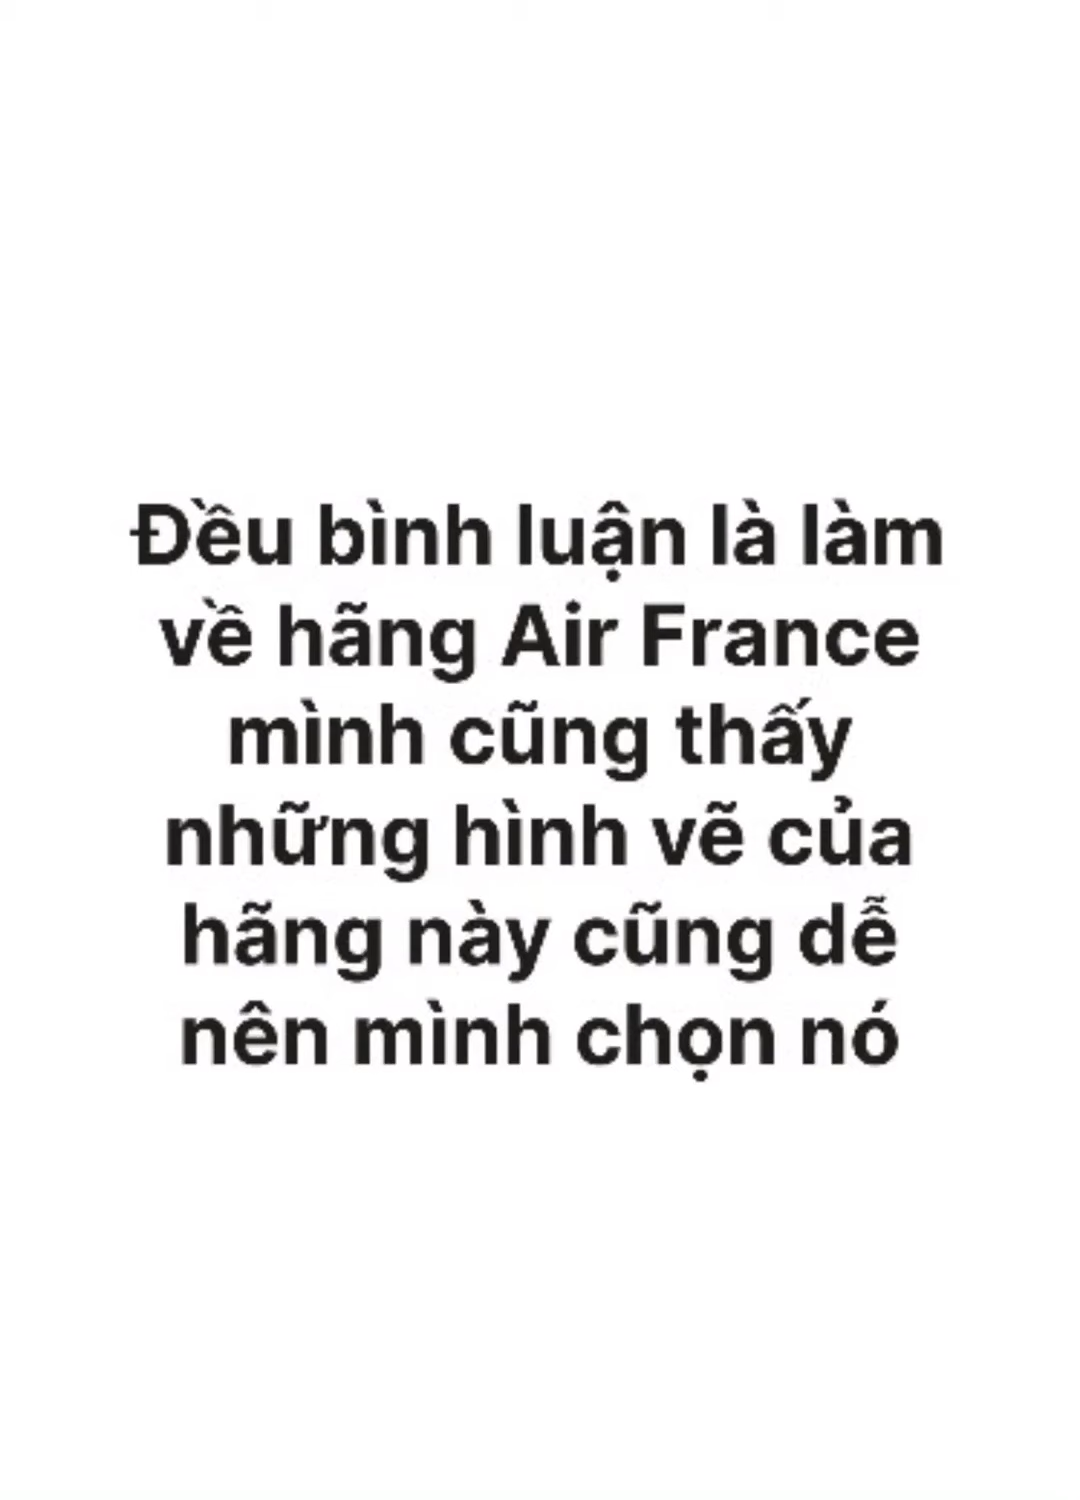 Đều bình luận là làm
về hãng Air France
mình cũng thấy
những hình vẽ của
hãng này cũng dễ
nên mình chọn nó